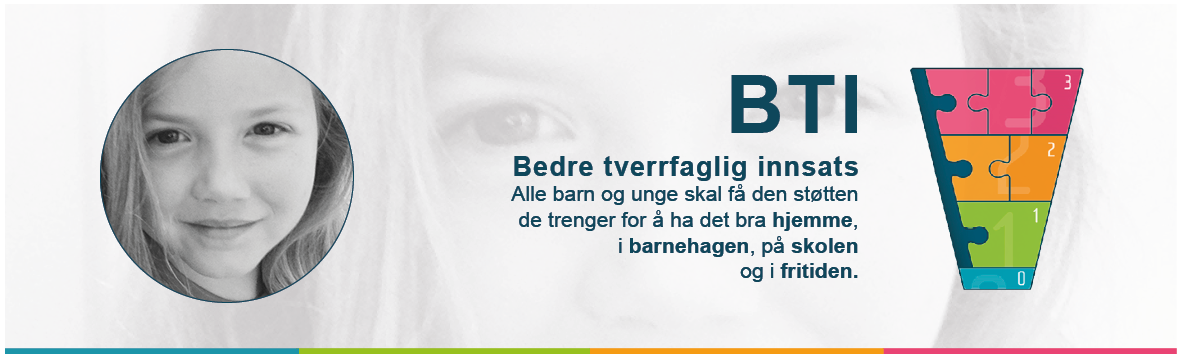 BTI
Bedre tverrfaglig innsats
Alle barn og unge skal få den støtten
de trenger for å ha det bra hjemme,
i barnehagen, på skolen
og i fritiden.
3
2
1
0